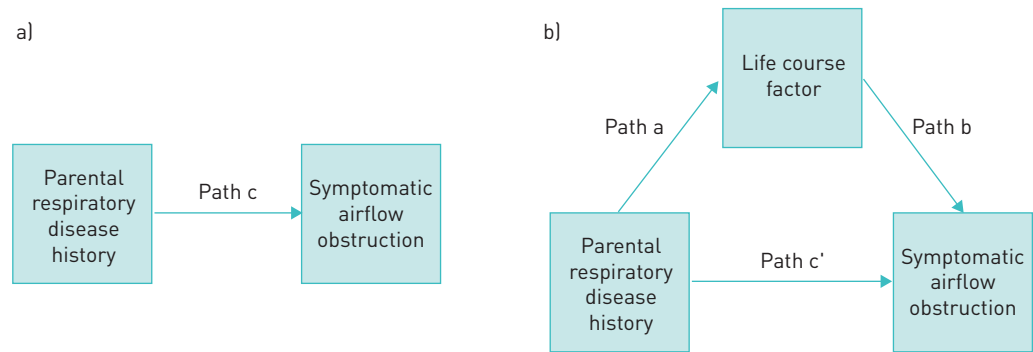 a)
Parental
respiratory
disease
history
Path c
Symptomatic
airflow
obstruction
b)
Life course
factor
Path a
Path b
Parental
respiratory
disease
history
Path c'
Symptomatic
airflow
obstruction